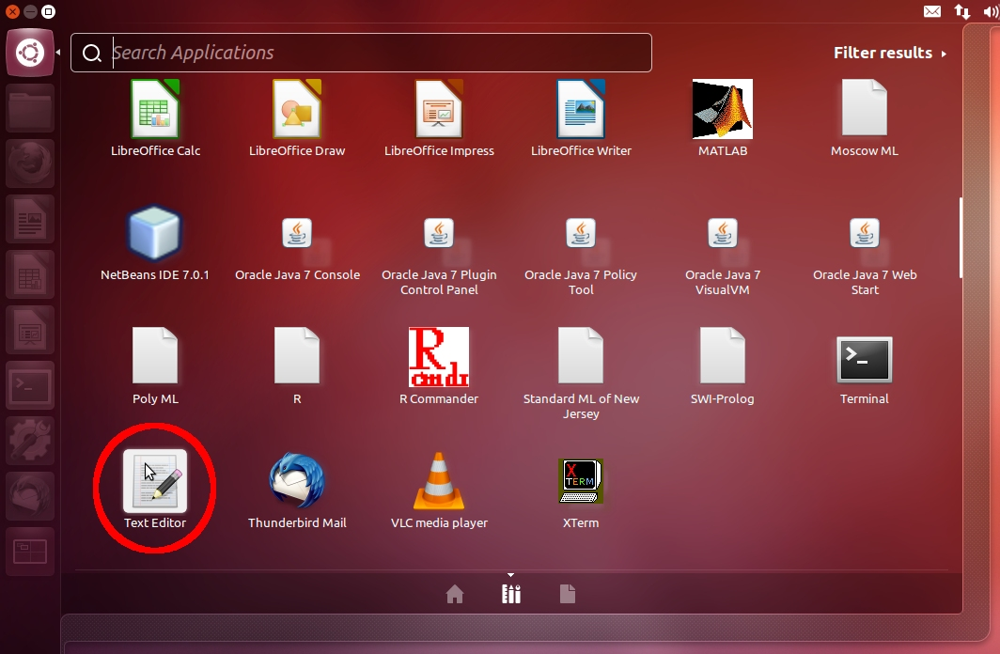 Search Applications
Filter results
LibreOffice Calc
LibreOffice Draw
LibreOffice Impress
LibreOffice Writer
MATLAB
Moscow ML
NetBeans IDE 7.0.1
Oracle Java 7 Console
Oracle Java 7 Plugin
Control Panel
Oracle Java 7 Policy
Tool
Oracle Java 7
VisualVM
Oracle Java 7 Web
Start
R
cmdr
X
TERM
Poly ML
R
R Commander
Standard ML of New
Jersey
SWI-Prolog
Terminal
Text Editor
Thunderbird Mail
VLC media player
XTerm